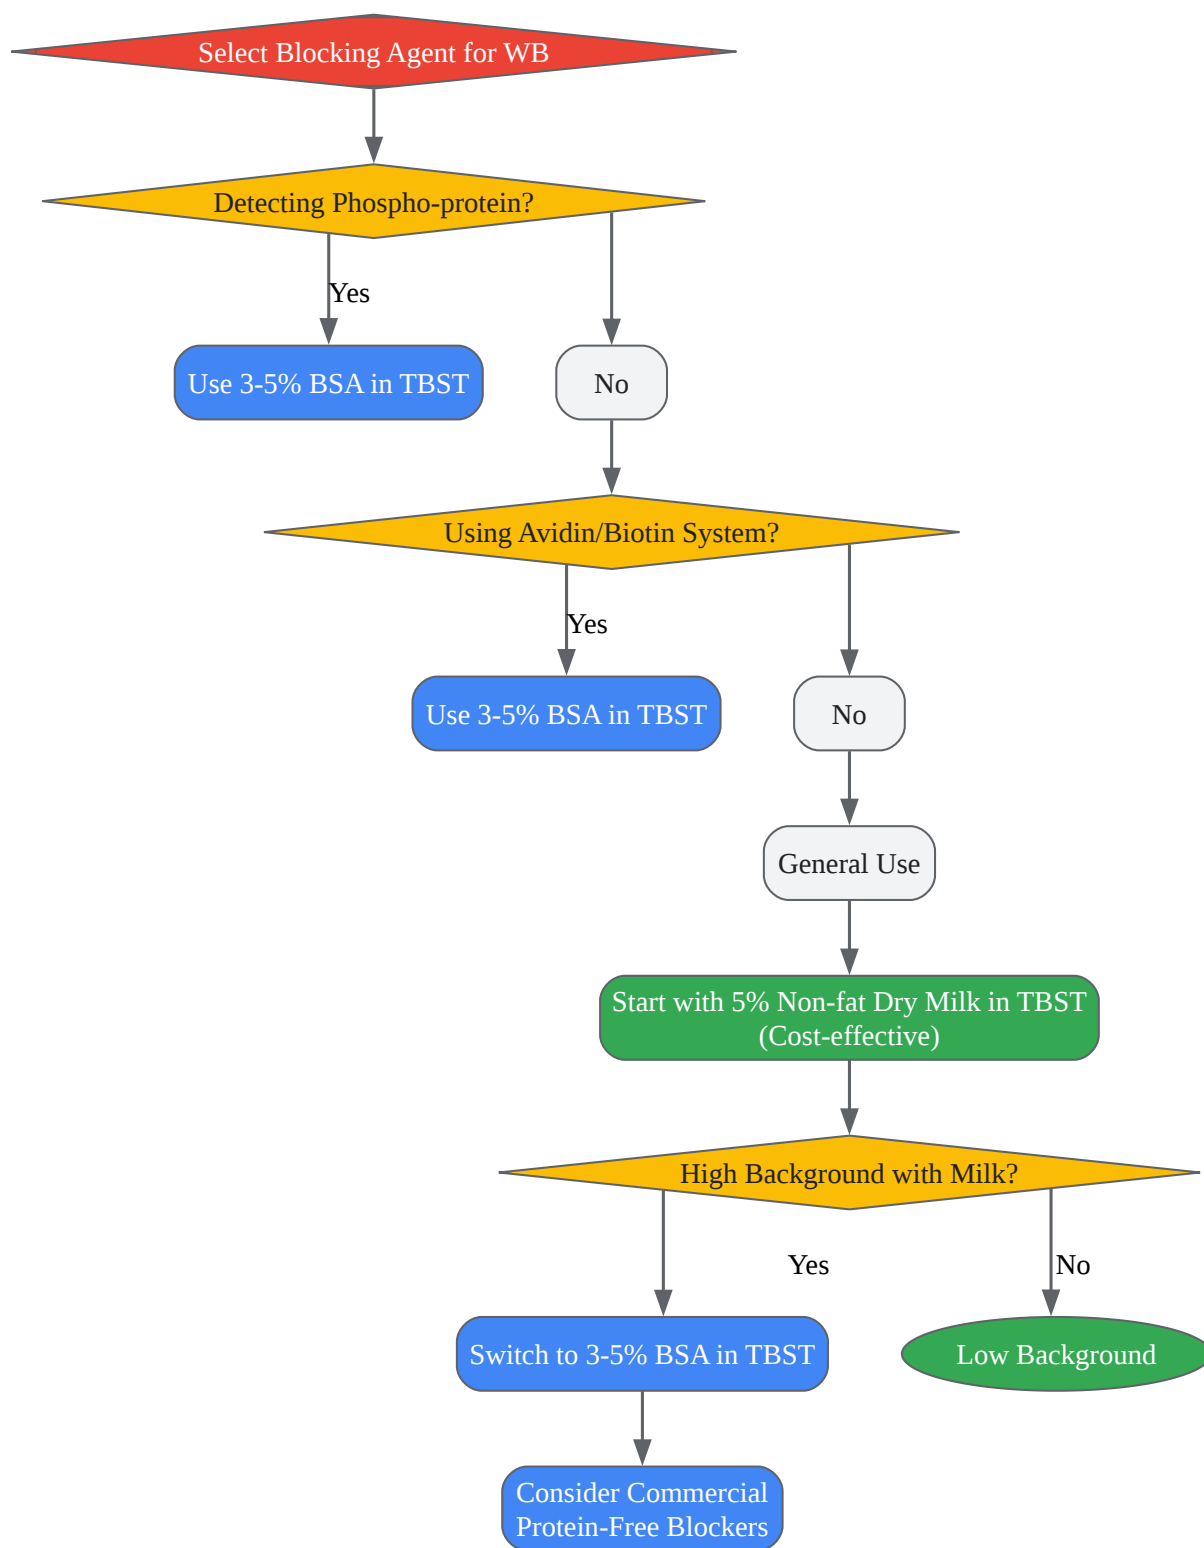 Select Blocking Agent for WB
Detecting Phospho-protein?
Yes
Use 3-5% BSA in TBST
No
Using Avidin/Biotin System?
Yes
Use 3-5% BSA in TBST
No
General Use
Start with 5% Non-fat Dry Milk in TBST
(Cost-effective)
High Background with Milk?
Yes
No
Switch to 3-5% BSA in TBST
Low Background
Consider Commercial
Protein-Free Blockers